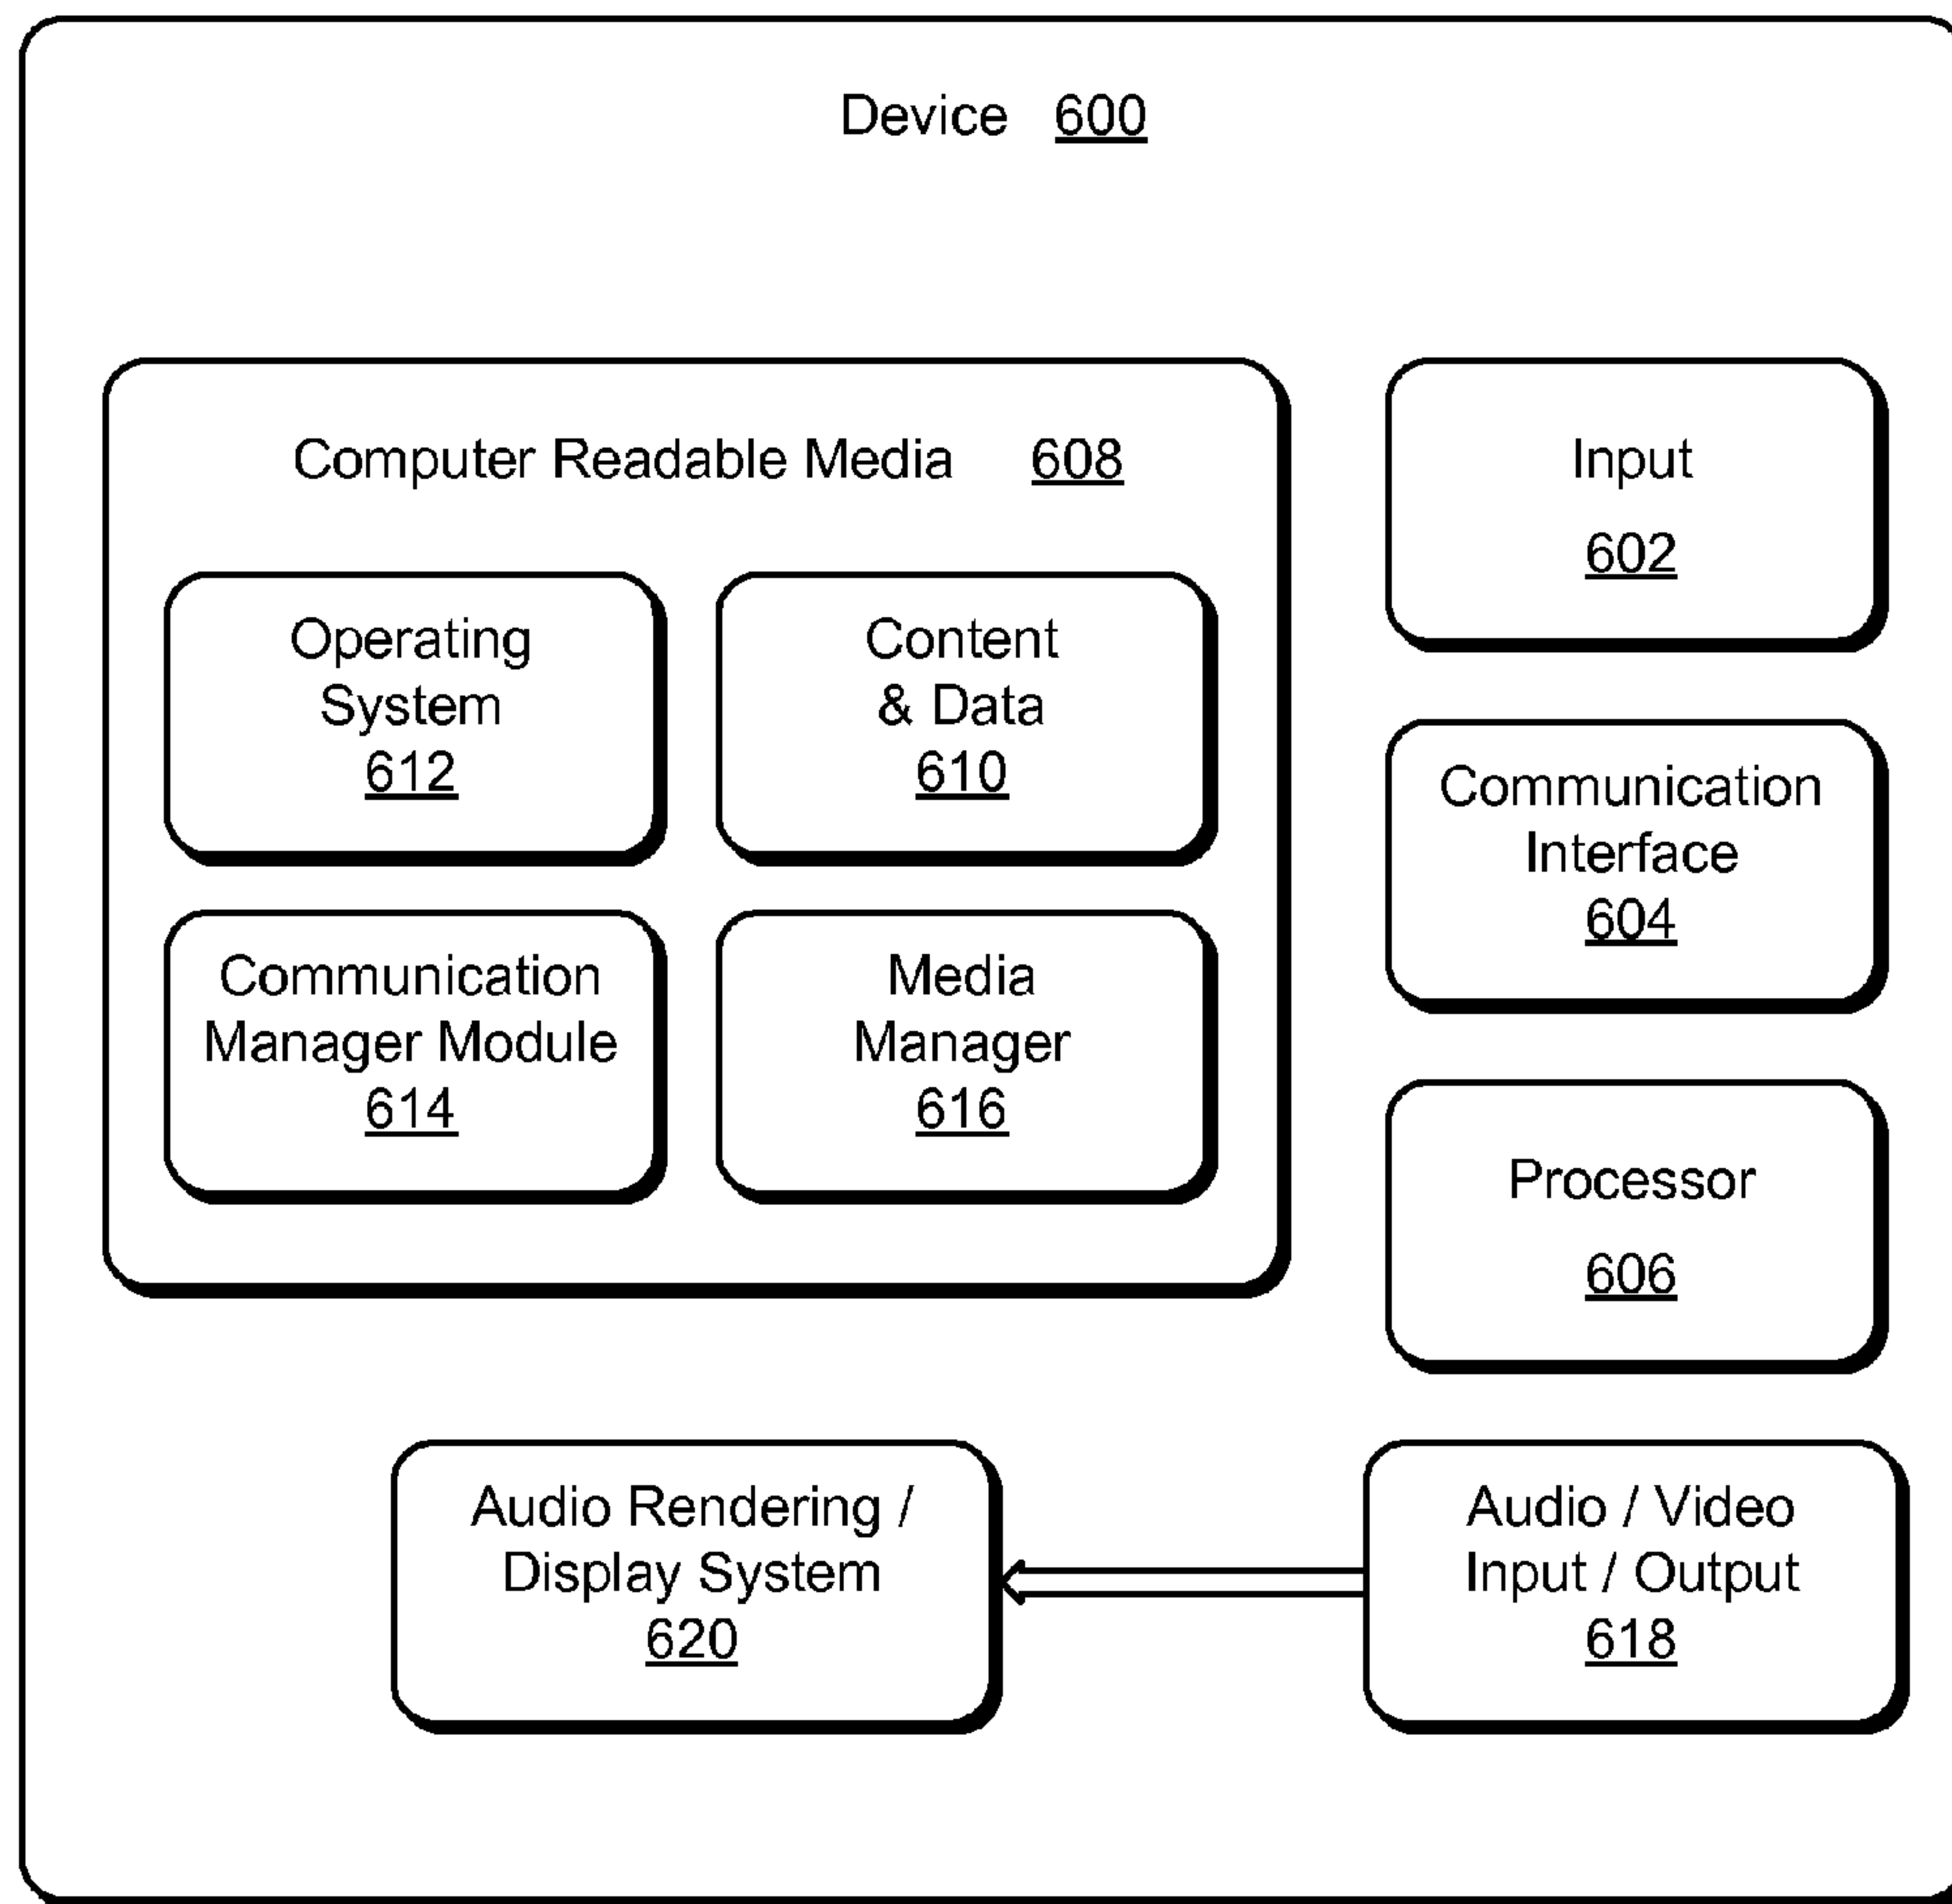 Device 600
Computer Readable Media 608
Operating
System
612
Content
& Data
610
Communication
Manager Module
614
Media
Manager
616
Input
602
Communication
Interface
604
Processor
606
Audio Rendering /
Display System
620
Audio / Video
Input / Output
618